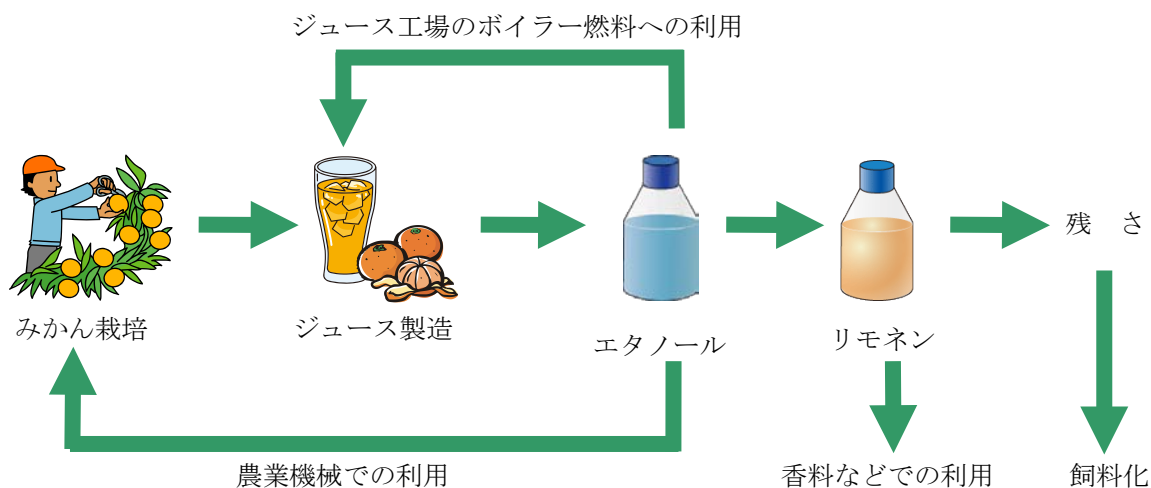 ジュース工場のボイラー燃料への利用
残 さ
みかん栽培
ジュース製造
エタノール
リモネン
農業機械での利用
香料などでの利用
飼料化